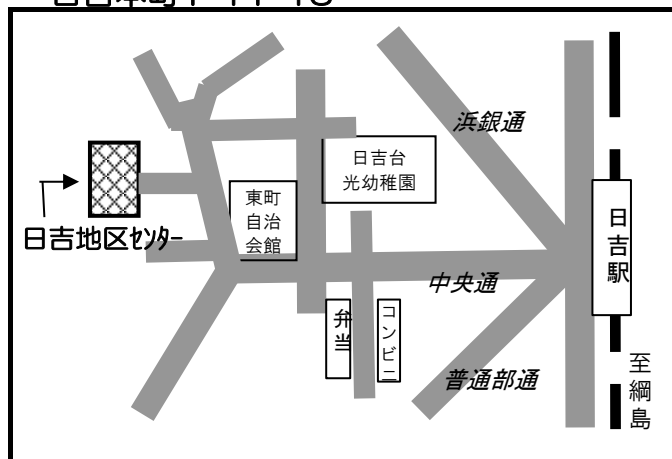 浜銀通
日吉台
光幼稚園
東町
自治
会館
日吉駅
日吉地区ｾﾝﾀｰ
中央通
弁当
コンビニ
普通部通
至綱島